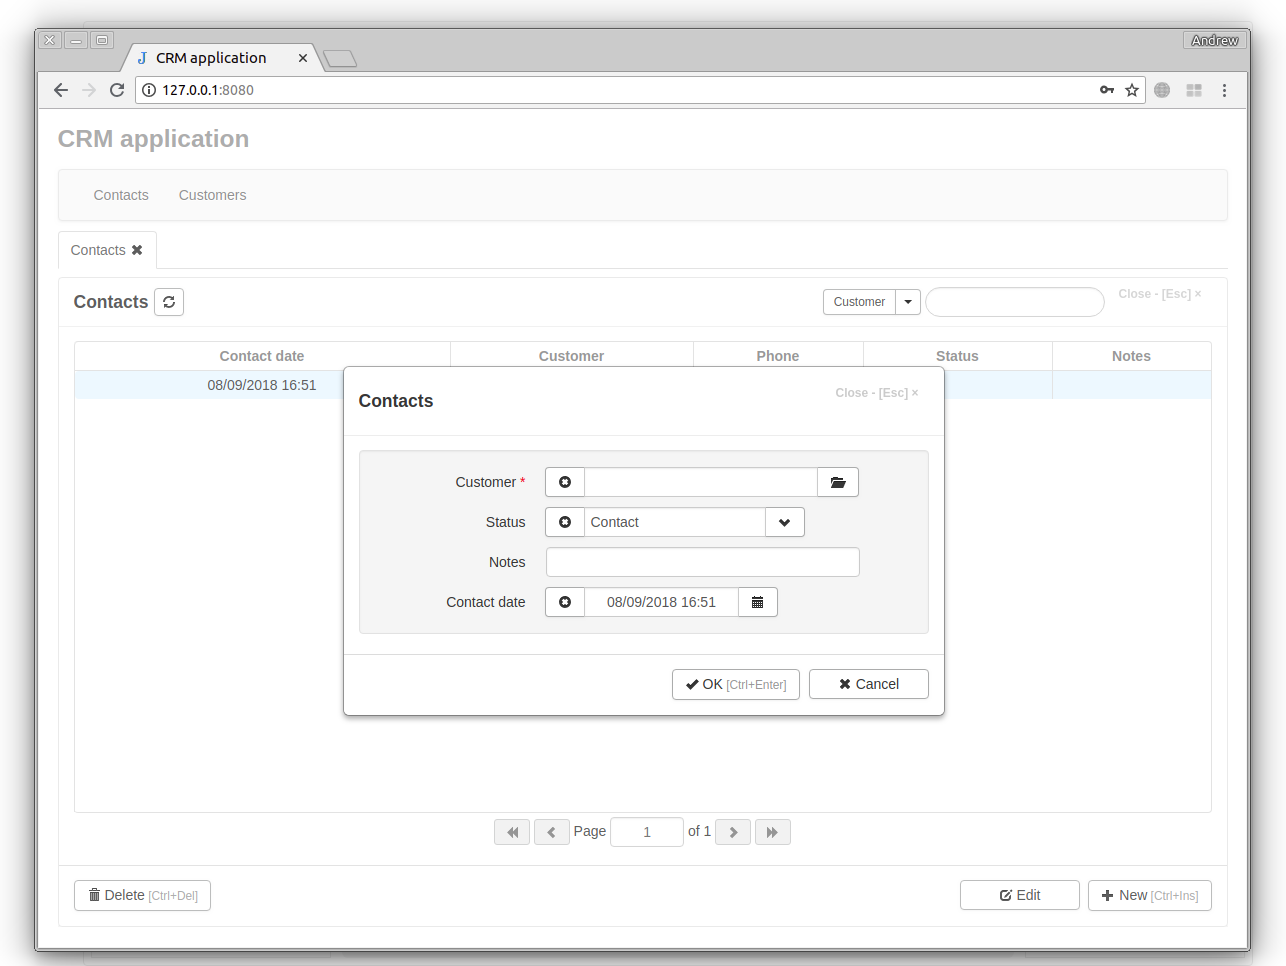 Andrew
CRM application
127.0.0.1:8080
CRM application
Contacts Customers
Contacts
Contacts Customer Close - [Esc] ×
Contact date Customer Phone Status Notes
08/09/2018 16:51
Contacts Close - [Esc] ×
Customer *
Status Contact
Notes
Contact date 08/09/2018 16:51
OK [Ctrl+Enter] Cancel
Page 1 of 1
Delete [Ctrl+Del] Edit New [Ctrl+Ins]